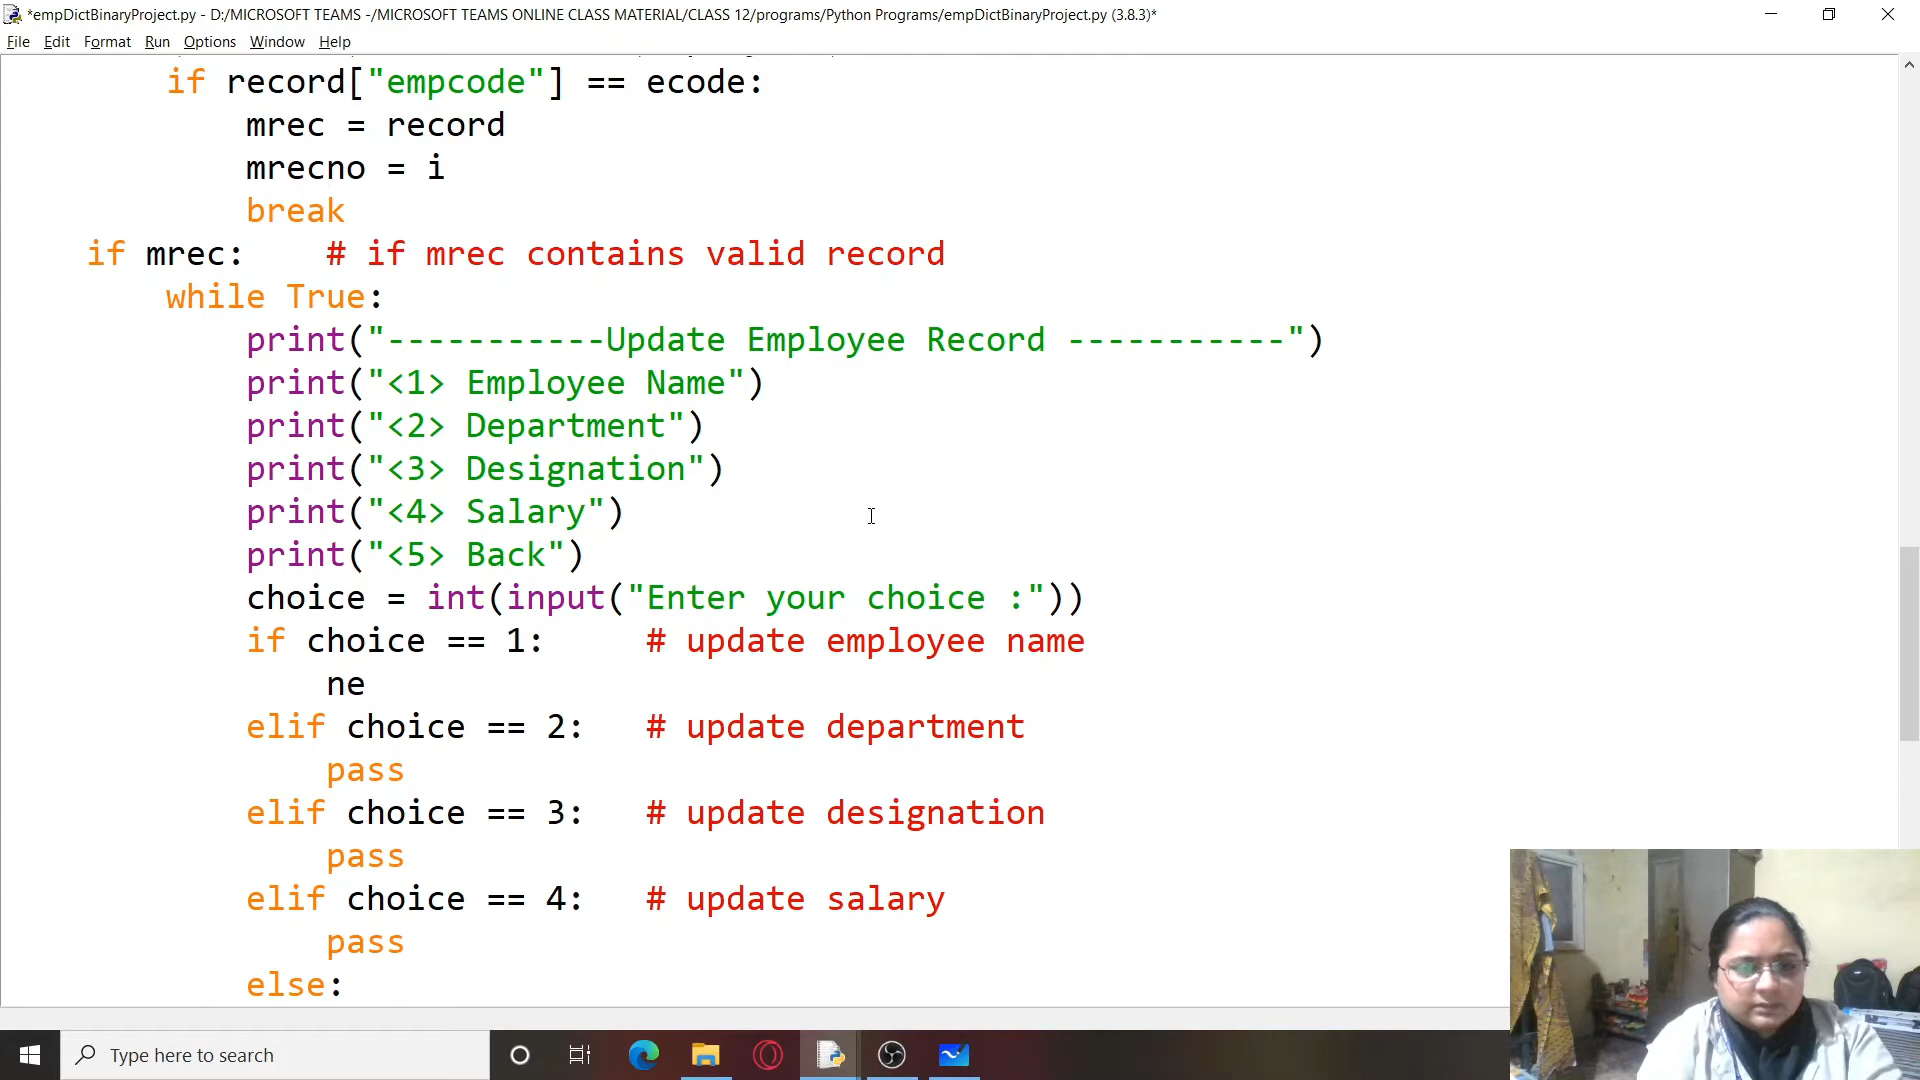 *empDictBinaryProject.py - D:/MICROSOFT TEAMS -/MICROSOFT TEAMS ONLINE CLASS MATERIAL/CLASS 12/programs/Python Programs/empDictBinaryProject.py (3.8.3)*
File Edit Format Run Options Window Help
if record["empcode"] == ecode:
mrec = record
mrecno = i
break
if mrec:    # if mrec contains valid record
while True:
print("-----------Update Employee Record -----------")
print("<1> Employee Name")
print("<2> Department")
print("<3> Designation")
print("<4> Salary")
print("<5> Back")
choice = int(input("Enter your choice :"))
if choice == 1:     # update employee name
ne
elif choice == 2:   # update department
pass
elif choice == 3:   # update designation
pass
elif choice == 4:   # update salary
pass
else:
Type here to search